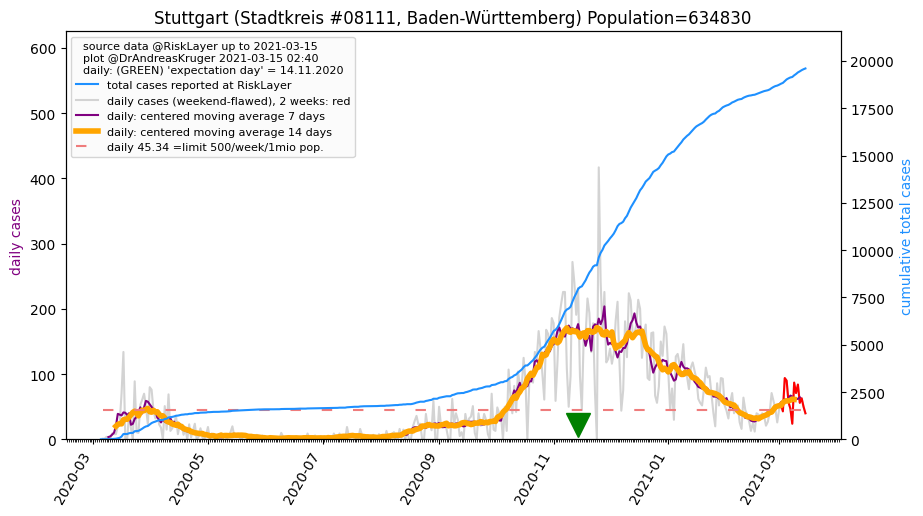 Stuttgart (Stadtkreis #08111, Baden-Württemberg) Population=634830
source data @RiskLayer up to 2021-03-15
plot @DrAndreasKruger 2021-03-15 02:40
daily: (GREEN) 'expectation day' = 14.11.2020
total cases reported at RiskLayer
daily cases (weekend-flawed), 2 weeks: red
daily: centered moving average 7 days
daily: centered moving average 14 days
daily 45.34 =limit 500/week/1mio pop.
daily cases
600
500
400
300
200
100
0
cumulative total cases
20000
17500
15000
12500
10000
7500
5000
2500
0
2020-03
2020-05
2020-07
2020-09
2020-11
2021-01
2021-03